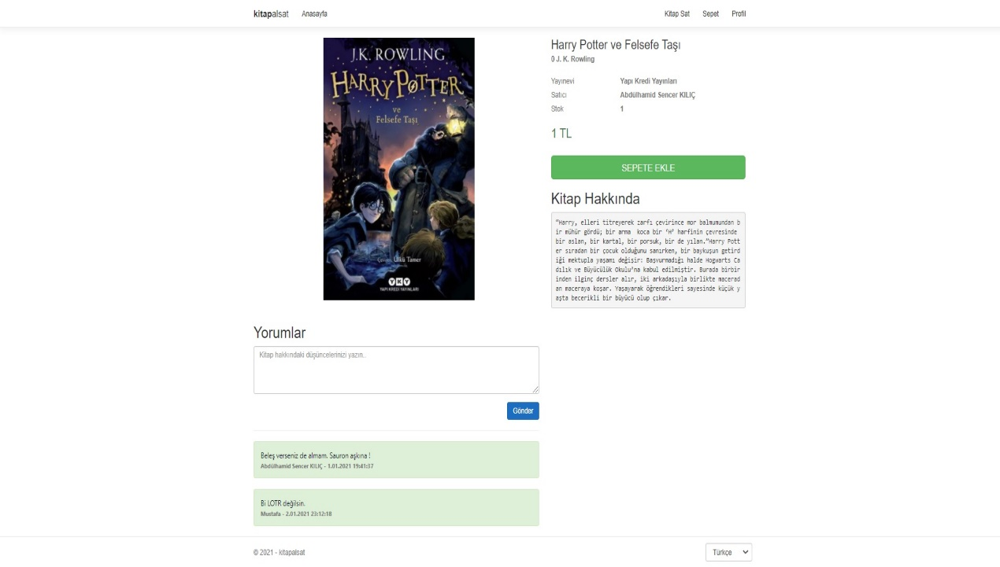 kitapalsat Anasayfa Kitap Sat Sepet Profil
J.K. ROWLING
HARRY POTTER
ve
Felsefe Taşı
Çeviren: Ülkü Tamer
YKY
YAPI KREDİ YAYINLARI
Harry Potter ve Felsefe Taşı
0 J. K. Rowling
Yayınevi Yapı Kredi Yayınları
Satıcı Abdülhamid Sencer KILIÇ
Stok 1
1 TL
SEPETE EKLE
Kitap Hakkında
"Harry, elleri titreyerek zarfı çevirince mor balmumundan b
ir mühür gördü; bir arma  koca bir ‘H’ harfinin çevresinde
bir aslan, bir kartal, bir porsuk, bir de yılan."Harry Pott
er sıradan bir çocuk olduğunu sanırken, bir baykuşun getird
iği mektupla yaşamı değişir: Başvurmadığı halde Hogwarts Ca
dılık ve Büyücülük Okulu’na kabul edilmiştir. Burada birbir
inden ilginç dersler alır, iki arkadaşıyla birlikte macerad
an maceraya koşar. Yaşayarak öğrendikleri sayesinde küçük y
aşta becerikli bir büyücü olup çıkar.
Yorumlar
Kitap hakkındaki düşüncelerinizi yazın..
Gönder
Beleş verseniz de almam. Sauron aşkına !
Abdülhamid Sencer KILIÇ - 1.01.2021 19:41:37
Bi LOTR değilsin.
Mustafa - 2.01.2021 23:12:18
© 2021 - kitapalsat Türkçe